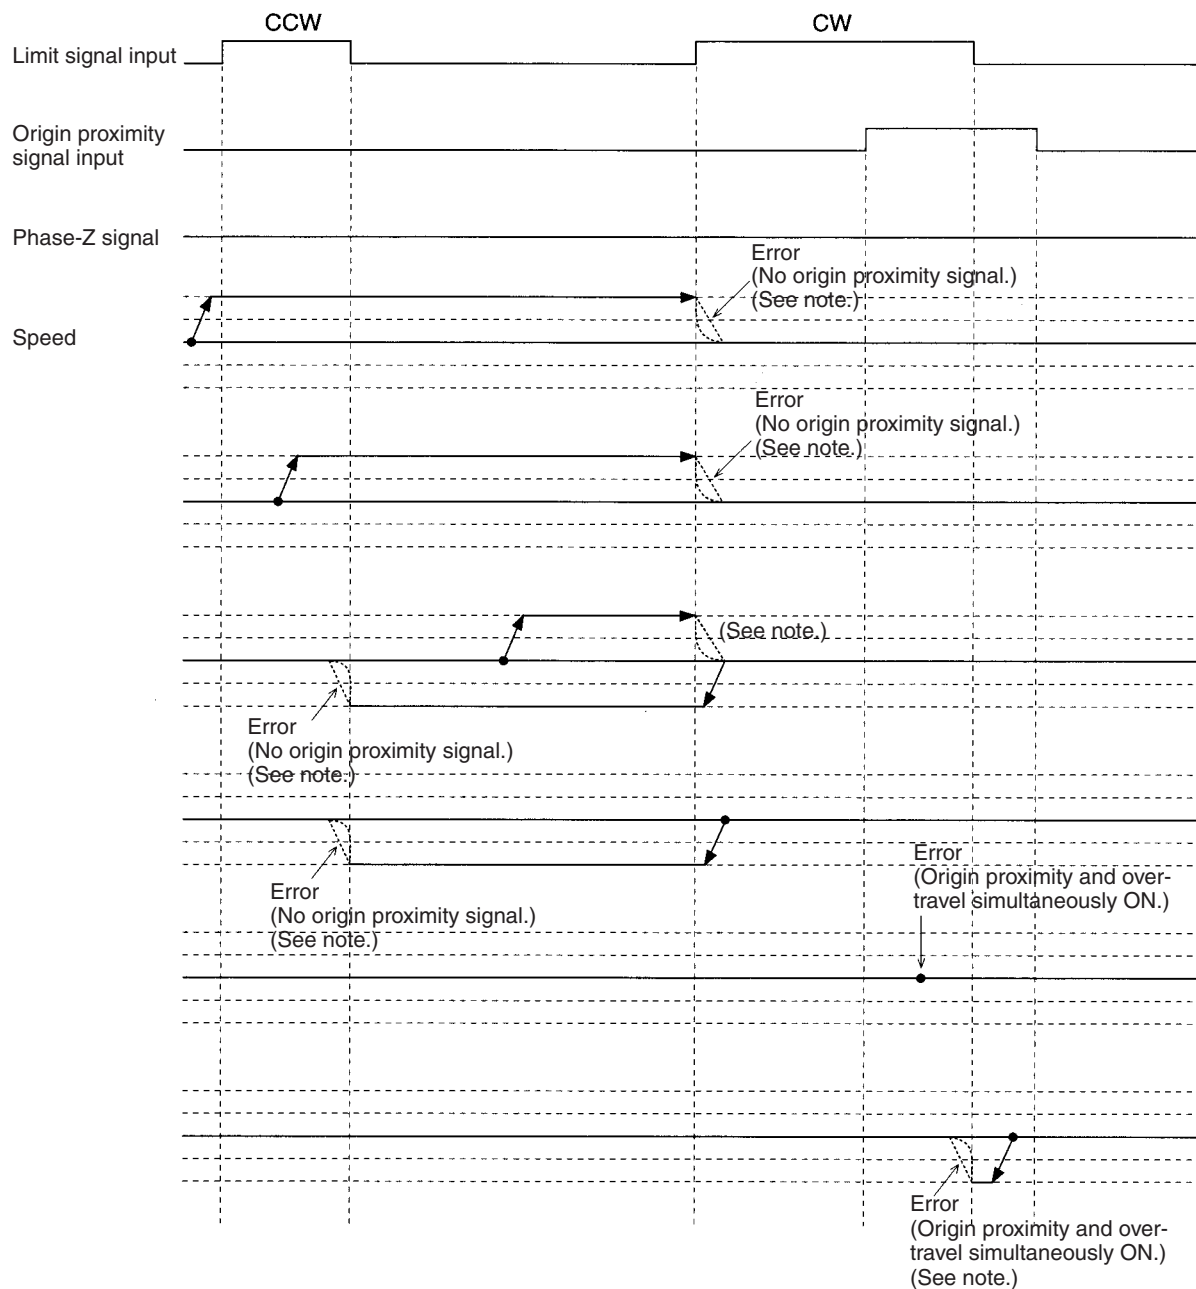 CCW
CW
Limit signal input
Origin proximity
signal input
Phase-Z signal
Error
(No origin proximity signal.)
(See note.)
Speed
Error
(No origin proximity signal.)
(See note.)
(See note.)
Error
(No origin proximity signal.)
(See note.)
Error
(Origin proximity and over-
travel simultaneously ON.)
Error
(No origin proximity signal.)
(See note.)
Error
(Origin proximity and over-
travel simultaneously ON.)
(See note.)